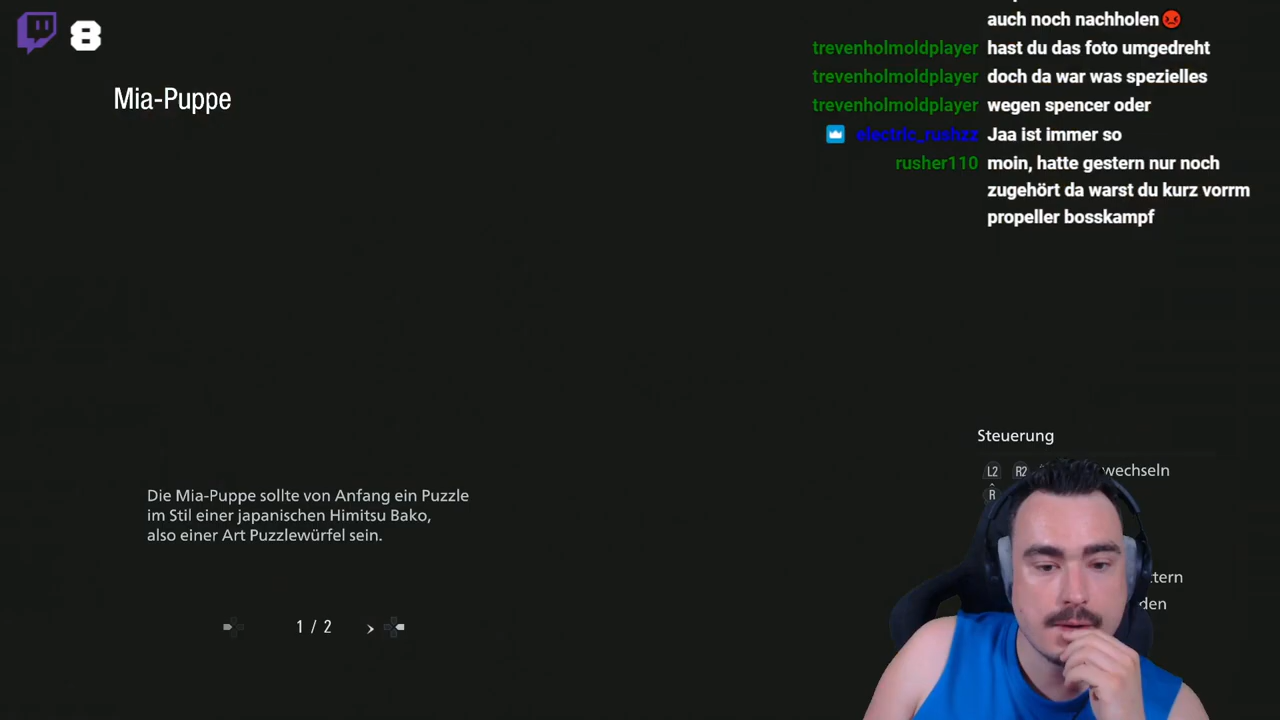 8
Mia-Puppe
auch noch nachholen
trevenholmoldplayer hast du das foto umgedreht
trevenholmoldplayer doch da war was spezielles
trevenholmoldplayer wegen spencer oder
electric_rushzz Jaa ist immer so
rusher110 moin, hatte gestern nur noch
zugehört da warst du kurz vorrm
propeller bosskampf
Die Mia-Puppe sollte von Anfang ein Puzzle
im Stil einer japanischen Himitsu Bako,
also einer Art Puzzlewürfel sein.
1 / 2
Steuerung
L2 R2 wechseln
R